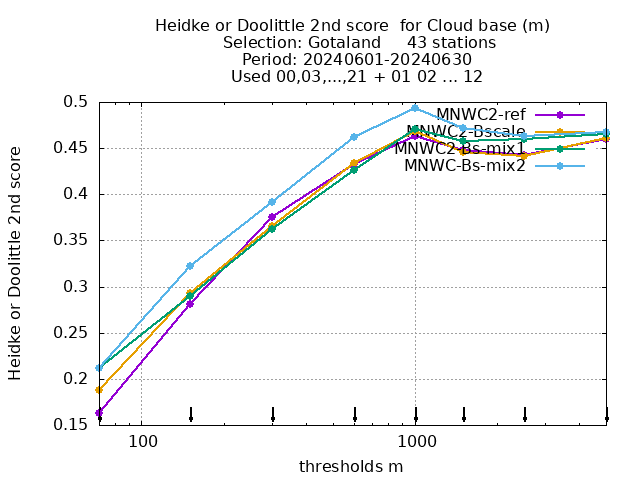 Heidke or Doolittle 2nd score  for Cloud base (m)
Selection: Gotaland     43 stations
Period: 20240601-20240630
Used 00,03,...,21 + 01 02 ... 12
MNWC2-ref
MNWC2-Bscale
MNWC2-Bs-mix1
MNWC-Bs-mix2
Heidke or Doolittle 2nd score
0.5
0.45
0.4
0.35
0.3
0.25
0.2
0.15
100
1000
thresholds m